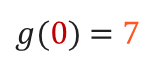 g(0) = 7